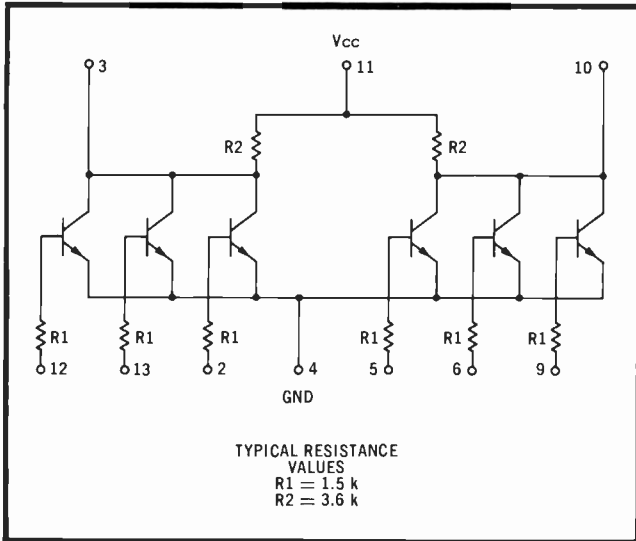 Vcc
3 11 10
R2 R2
R1 R1 R1 R1 R1 R1
12 13 2 4 5 6 9
GND
TYPICAL RESISTANCE
VALUES
R1 = 1.5 k
R2 = 3.6 k